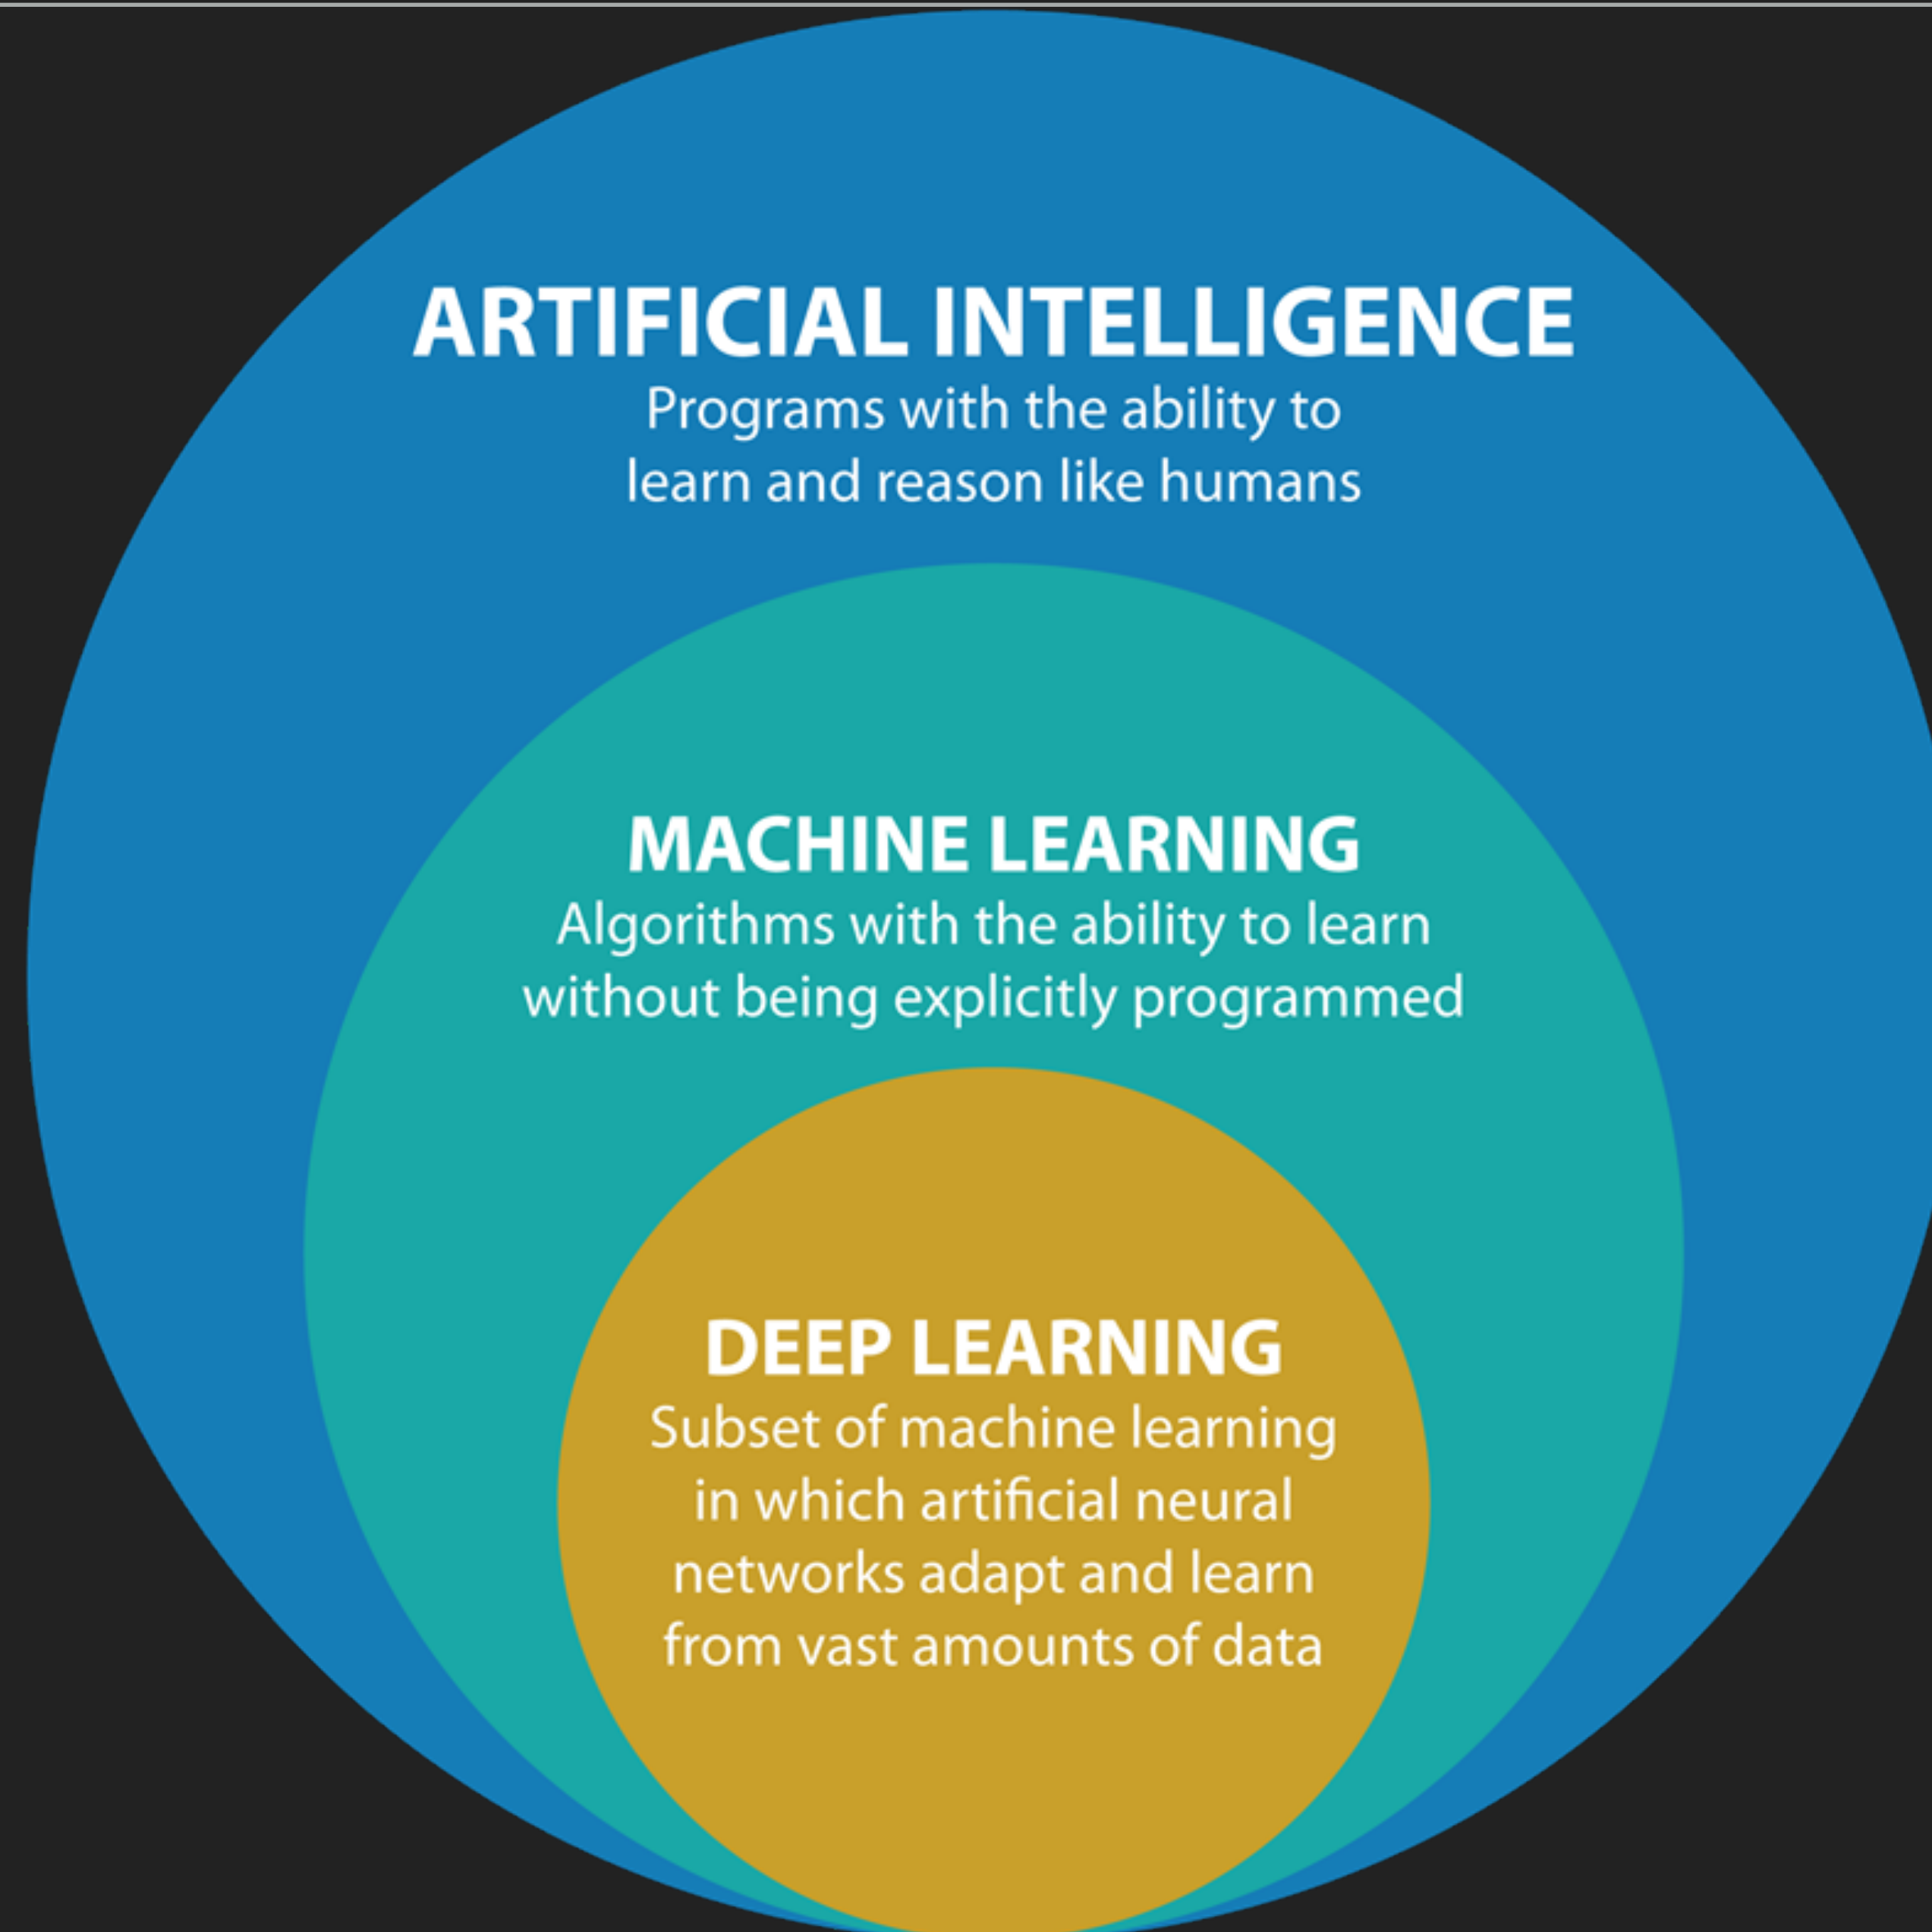 ARTIFICIAL INTELLIGENCE
Programs with the ability to
learn and reason like humans
MACHINE LEARNING
Algorithms with the ability to learn
without being explicitly programmed
DEEP LEARNING
Subset of machine learning
in which artificial neural
networks adapt and learn
from vast amounts of data